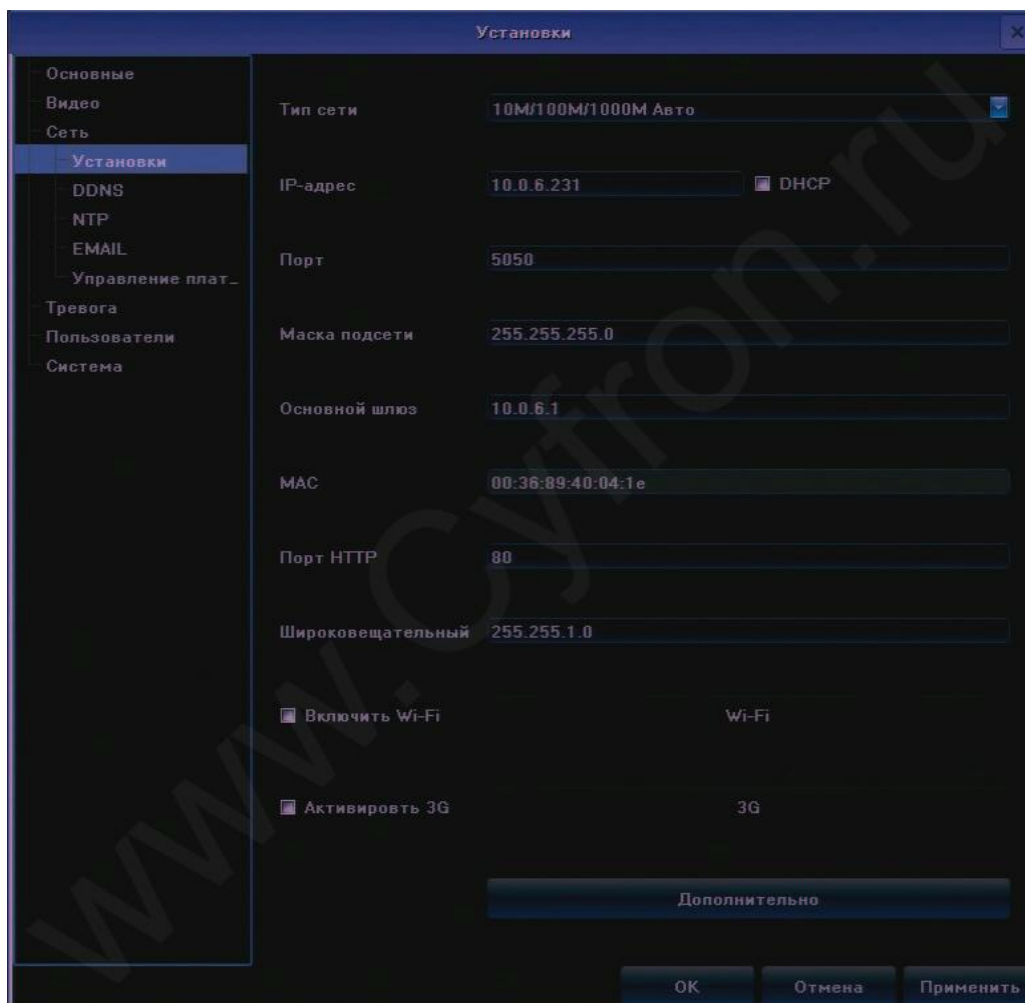 Установки
Основные
Видео
Сеть
Установки
DDNS
NTP
EMAIL
Управление плат_
Тревога
Пользователи
Система
Тип сети 10M/100M/1000M Авто
IP-адрес 10.0.6.231 DHCP
Порт 5050
Маска подсети 255.255.255.0
Основной шлюз 10.0.6.1
MAC 00:36:89:40:04:1e
Порт HTTP 80
Широковещательный 255.255.1.0
Включить Wi-Fi Wi-Fi
Активировть 3G 3G
Дополнительно
OK Отмена Применить
www.Cyfron.ru